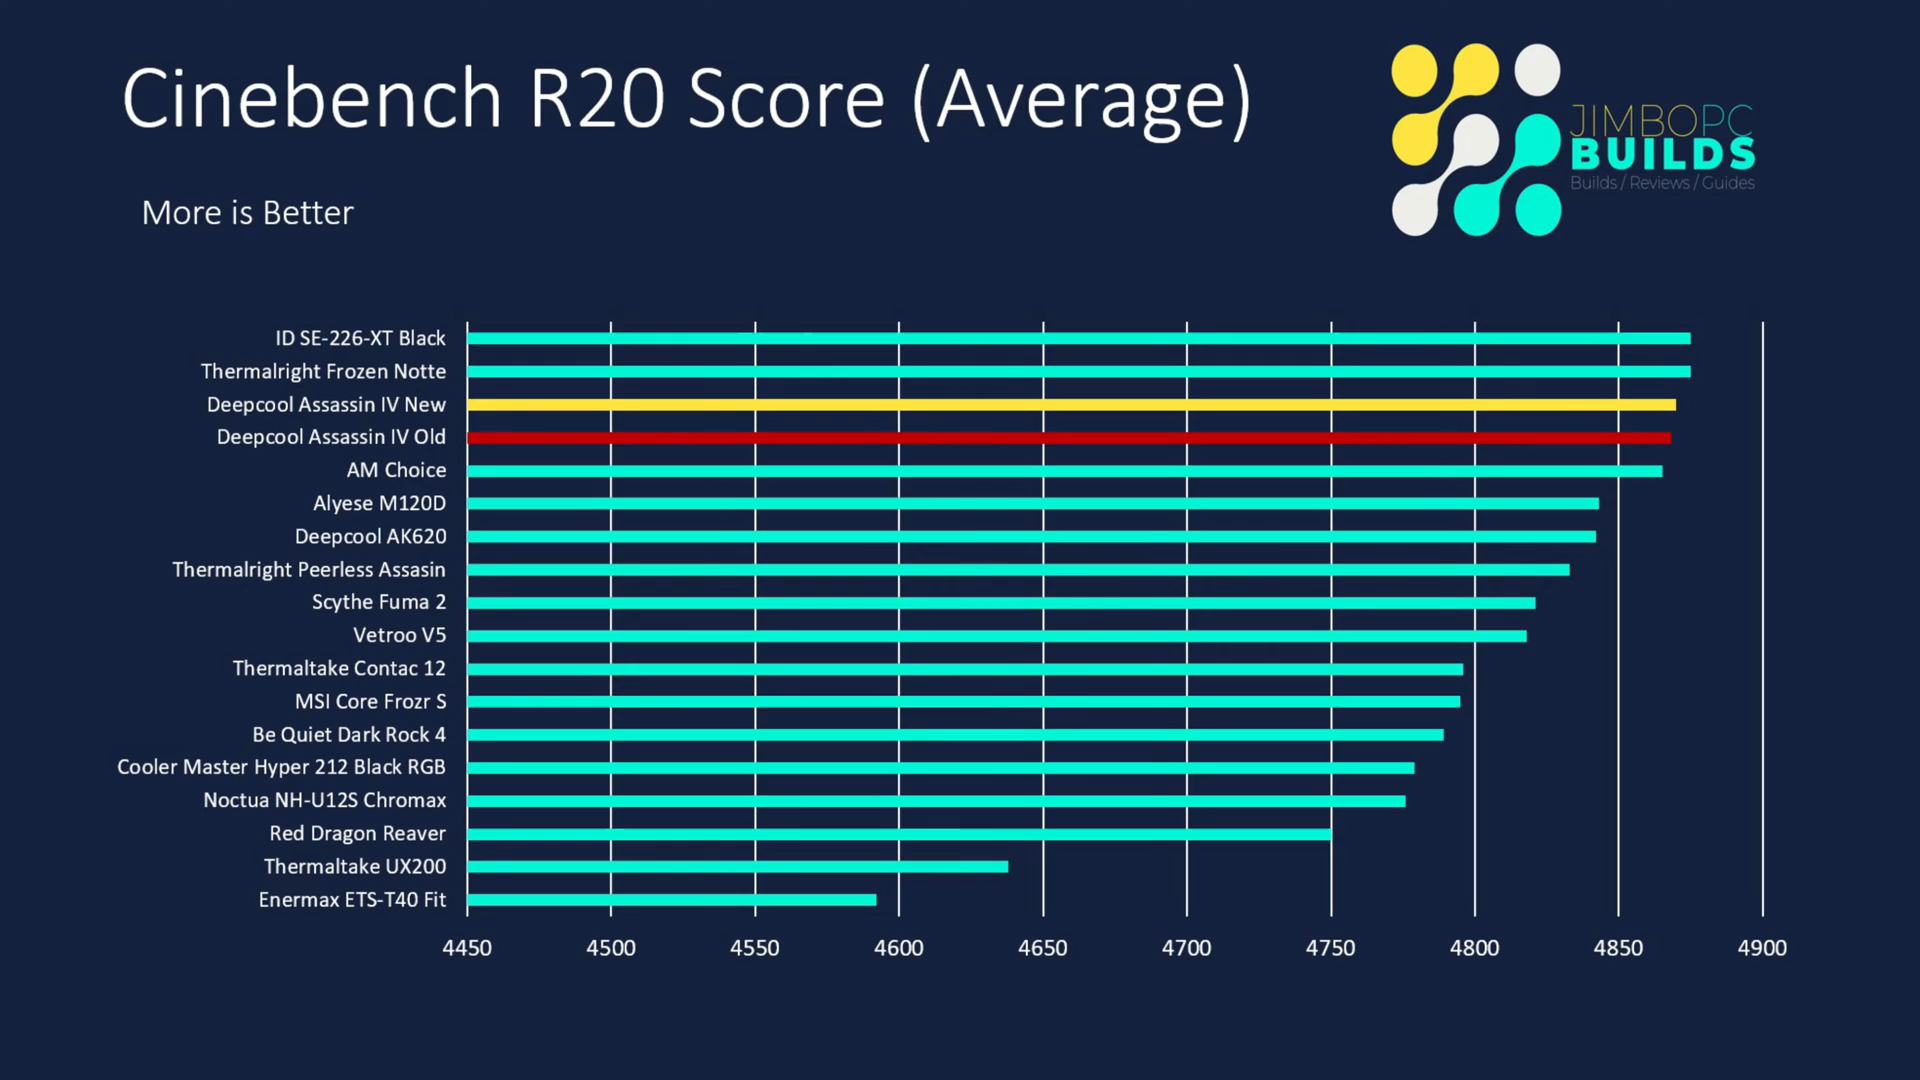 Cinebench R20 Score (Average)
JIMBOPC
BUILDS
Builds / Reviews / Guides
More is Better
ID SE-226-XT Black
Thermalright Frozen Notte
Deepcool Assassin IV New
Deepcool Assassin IV Old
AM Choice
Alyese M120D
Deepcool AK620
Thermalright Peerless Assasin
Scythe Fuma 2
Vetroo V5
Thermaltake Contac 12
MSI Core Frozr S
Be Quiet Dark Rock 4
Cooler Master Hyper 212 Black RGB
Noctua NH-U12S Chromax
Red Dragon Reaver
Thermaltake UX200
Enermax ETS-T40 Fit
4450 4500 4550 4600 4650 4700 4750 4800 4850 4900